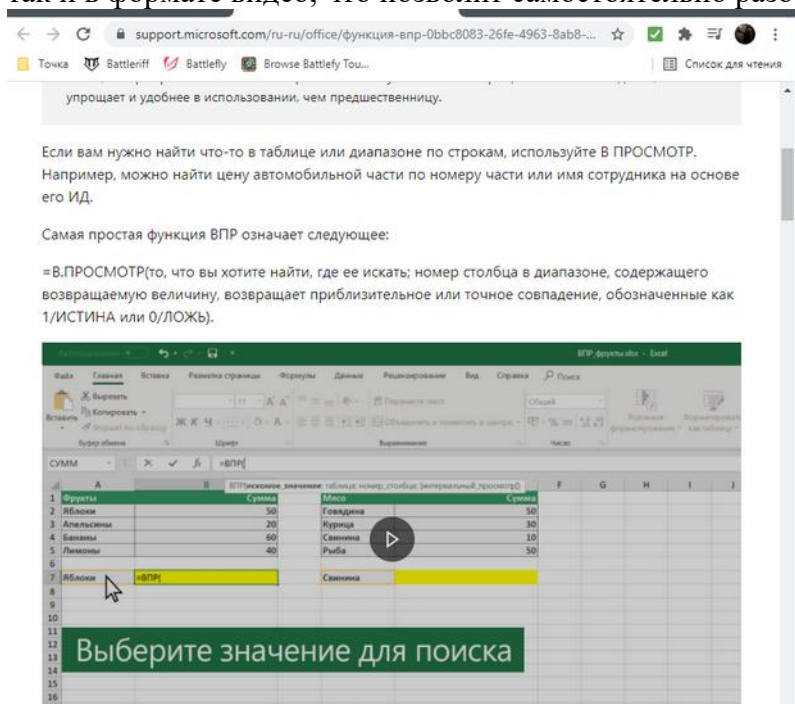 так и в формате видео, что позволит самостоятельно разо
support.microsoft.com/ru-ru/office/функция-впр-0bbc8083-26fe-4963-8ab8-...
Точка Battleriff Battlefly Browse Battlefy Tou... Список для чтения
упрощает и удобнее в использовании, чем предшественницу.
Если вам нужно найти что-то в таблице или диапазоне по строкам, используйте В ПРОСМОТР.
Например, можно найти цену автомобильной части по номеру части или имя сотрудника на основе
его ИД.
Самая простая функция ВПР означает следующее:
=В.ПРОСМОТР(то, что вы хотите найти, где ее искать; номер столбца в диапазоне, содержащего
возвращаемую величину, возвращает приблизительное или точное совпадение, обозначенные как
1/ИСТИНА или 0/ЛОЖЬ).
ВПР_фрукты.xlsx - Excel
Файл Главная Вставка Разметка страницы Формулы Данные Рецензирование Вид Справка Поиск
Вырезать
Вставить Копировать Общий
Формат по образцу Ж К Ч
Буфер обмена Шрифт Выравнивание Число
СУММ =ВПР(
ВПР(искомое_значение; таблица; номер_столбца; [интервальный_просмотр])
A B F G H I J
1 Фрукты Сумма Мясо Сумма
2 Яблоки 50 Говядина 50
3 Апельсины 20 Курица 30
4 Бананы 60 Свинина 10
5 Лимоны 40 Рыба 50
6
7 Яблоки =ВПР( Свинина
8
9
10
11
12
13
14
15
16
Выберите значение для поиска